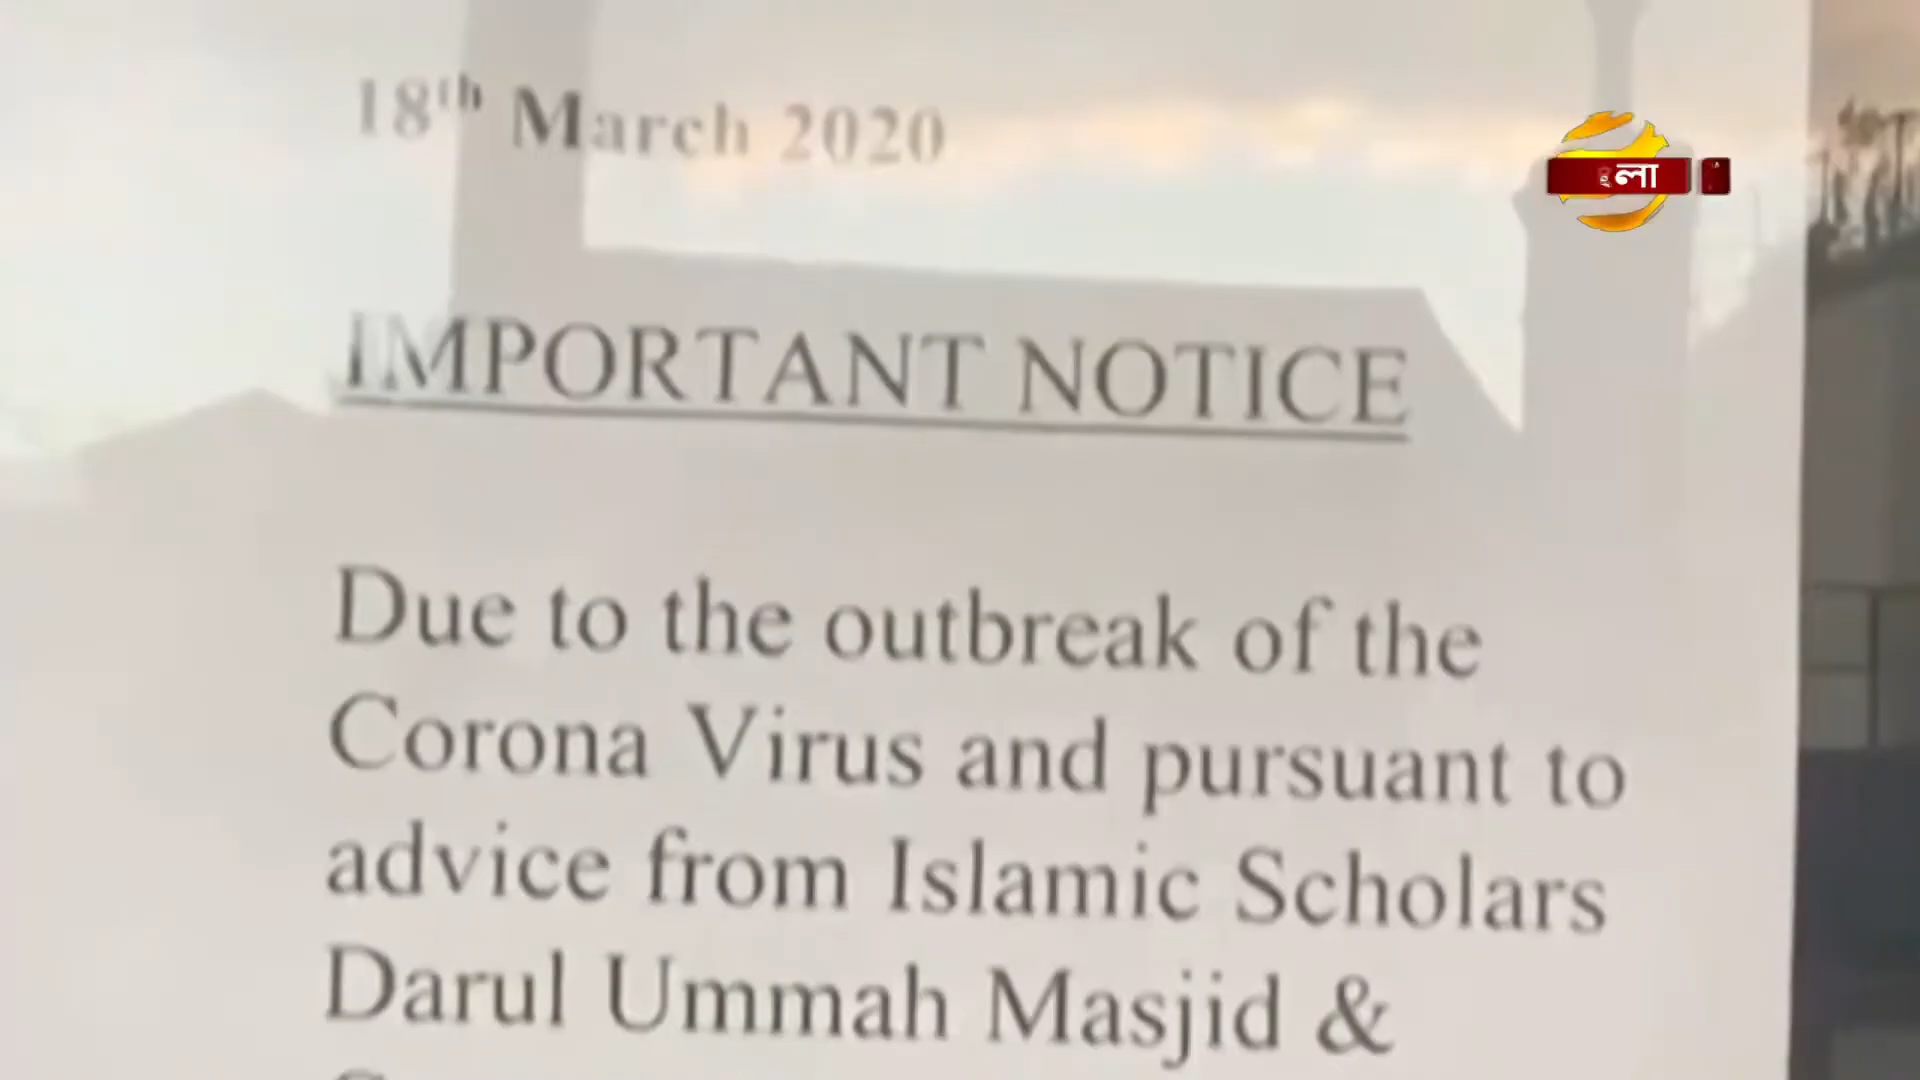 18th March 2020
লা
IMPORTANT NOTICE
Due to the outbreak of the
Corona Virus and pursuant to
advice from Islamic Scholars
Darul Ummah Masjid &